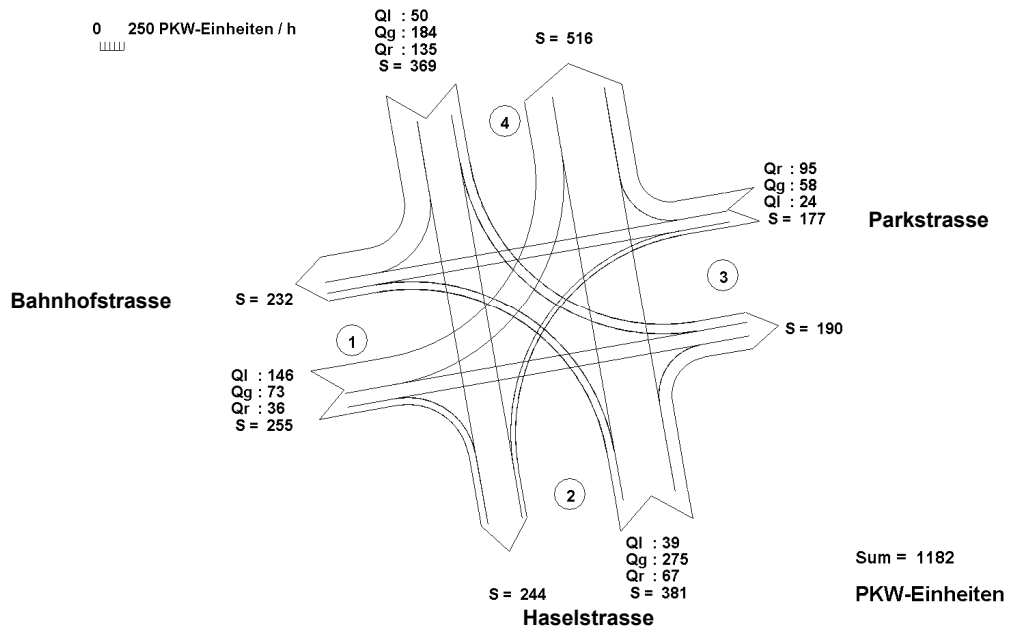 0 250 PKW-Einheiten / h
Ql : 50
Qg : 184
Qr : 135
S = 369
S = 516
4
Qr : 95
Qg : 58
Ql : 24
S = 177
Parkstrasse
3
Bahnhofstrasse
S = 232
S = 190
1
Ql : 146
Qg : 73
Qr : 36
S = 255
2
Ql : 39
Qg : 275
Qr : 67
S = 381
S = 244
Haselstrasse
Sum = 1182
PKW-Einheiten